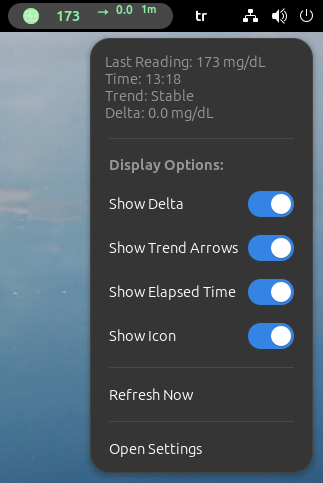 173 → 0.0 1m tr
Last Reading: 173 mg/dL
Time: 13:18
Trend: Stable
Delta: 0.0 mg/dL
Display Options:
Show Delta
Show Trend Arrows
Show Elapsed Time
Show Icon
Refresh Now
Open Settings